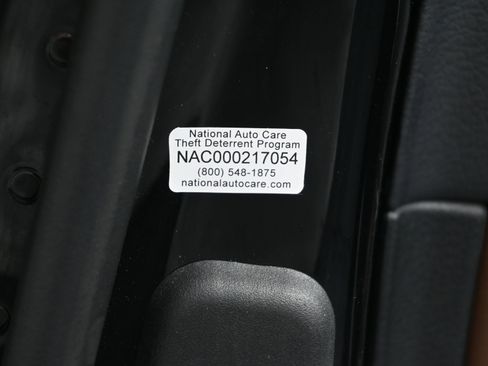 National Auto Care
Theft Deterrent Program
NAC000217054
(800) 548-1875
nationalautocare.com